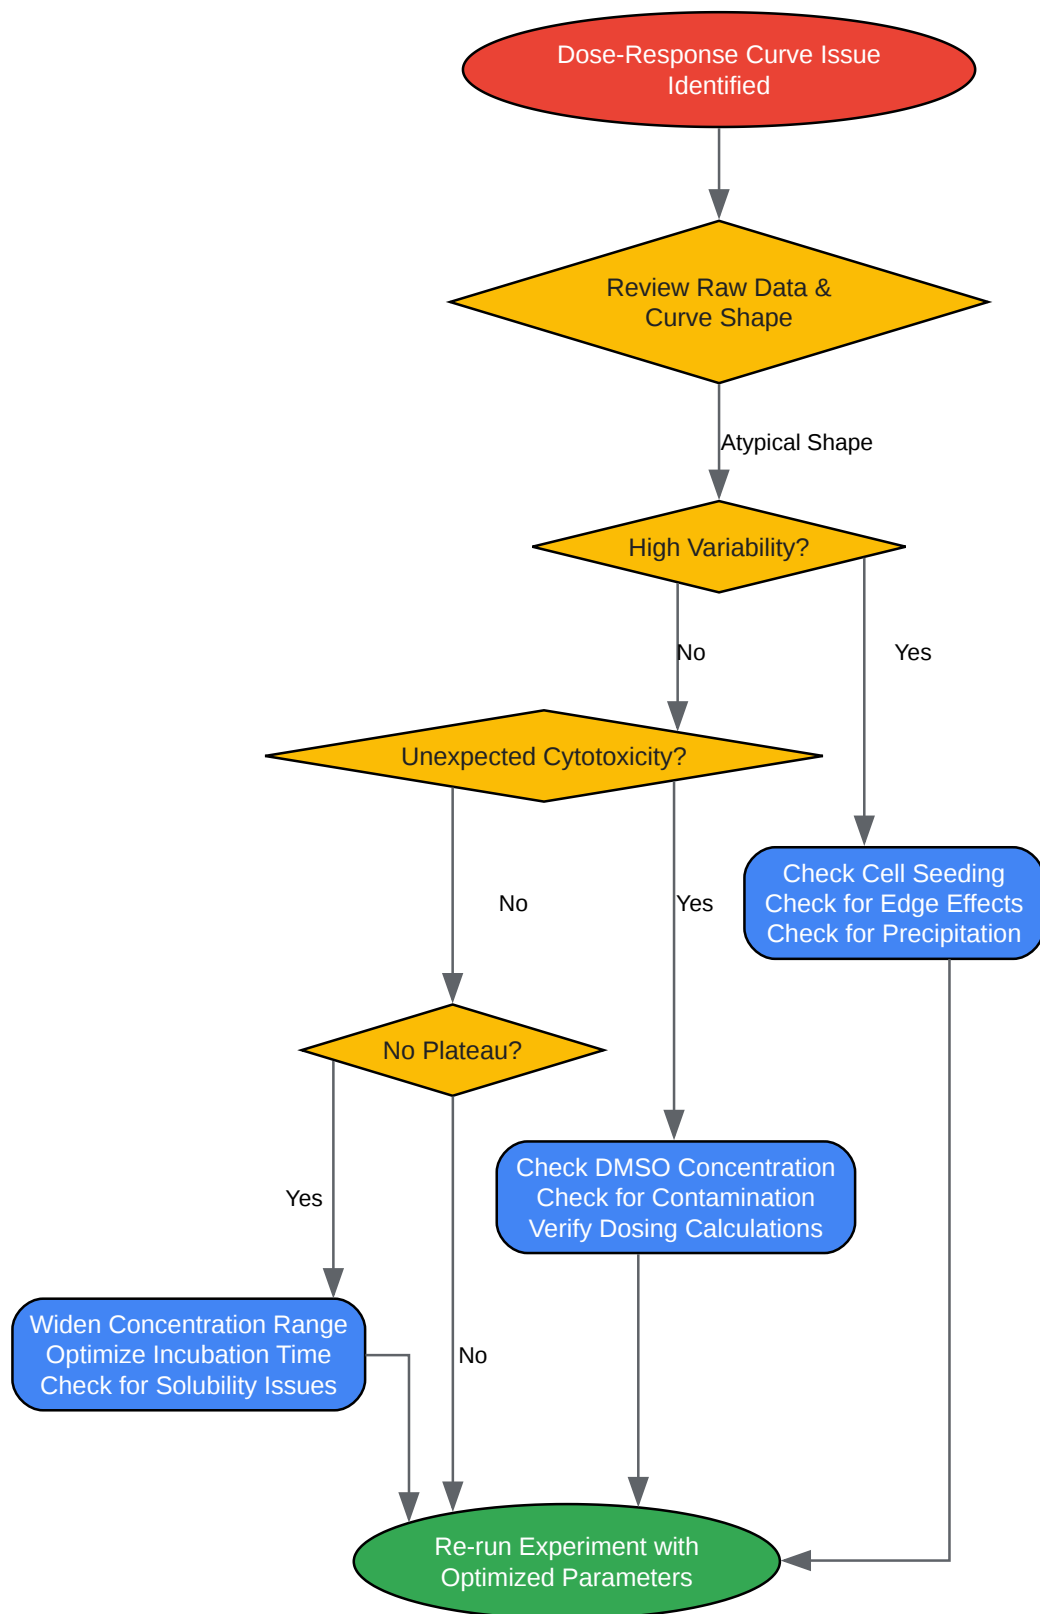 Dose-Response Curve Issue
Identified
Review Raw Data &
Curve Shape
Atypical Shape
High Variability?
No
Yes
Unexpected Cytotoxicity?
Check Cell Seeding
Check for Edge Effects
Check for Precipitation
No
Yes
No Plateau?
Check DMSO Concentration
Check for Contamination
Verify Dosing Calculations
Yes
Widen Concentration Range
Optimize Incubation Time
Check for Solubility Issues
No
Re-run Experiment with
Optimized Parameters